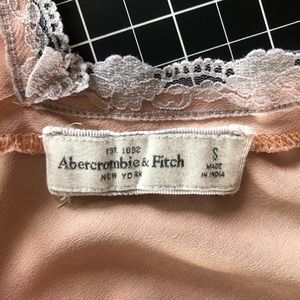 EST. 1892
Abercrombie & Fitch
NEW YORK
S
MADE
IN INDIA